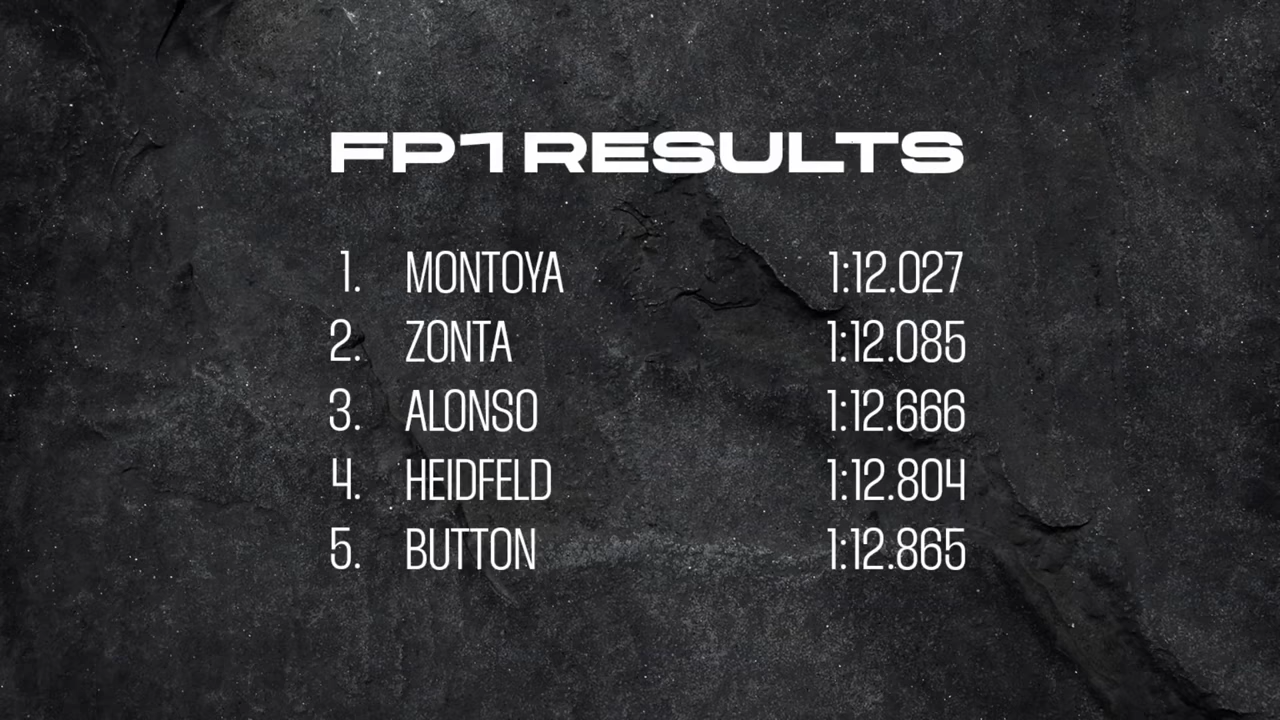 FP1 RESULTS
1. MONTOYA 1:12.027
2. ZONTA 1:12.085
3. ALONSO 1:12.666
4. HEIDFELD 1:12.804
5. BUTTON 1:12.865